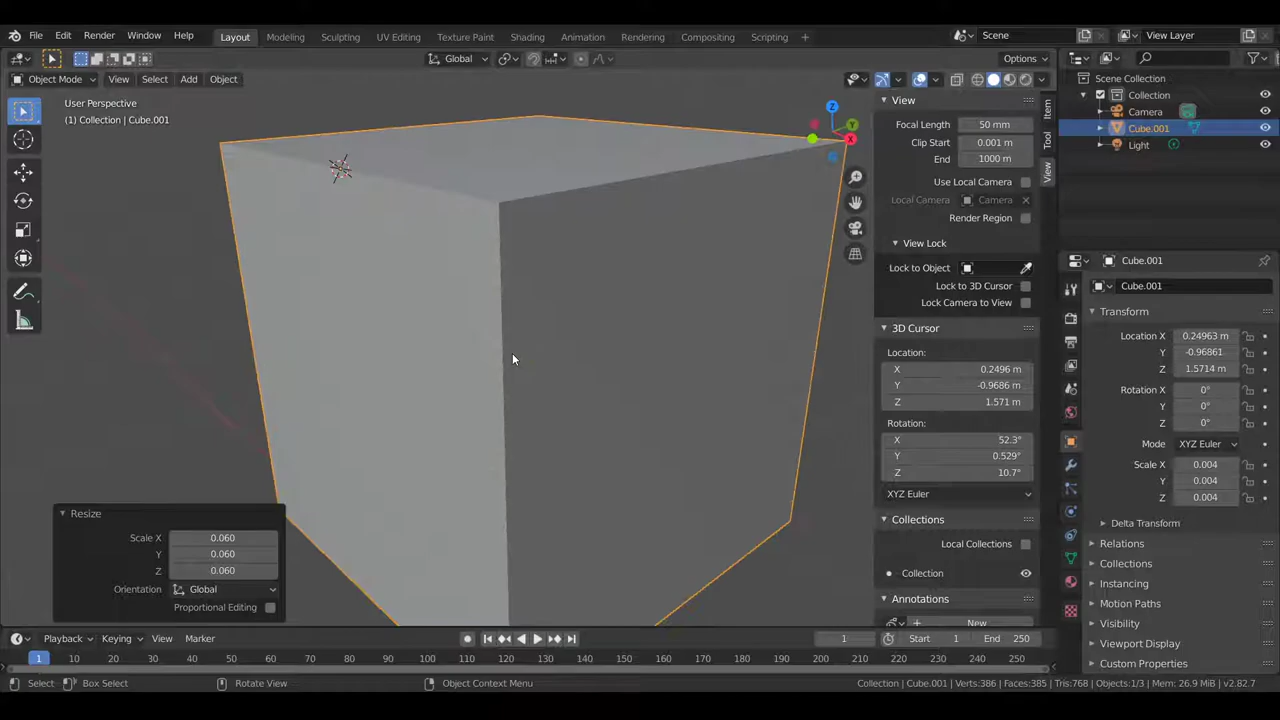 File Edit Render Window Help Layout Modeling Sculpting UV Editing Texture Paint Shading Animation Rendering Compositing Scripting + Scene View Layer
Global Options
Object Mode View Select Add Object
User Perspective
(1) Collection | Cube.001
Z
Y
X
View
Focal Length 50 mm
Clip Start 0.001 m
End 1000 m
Use Local Camera
Local Camera Camera
Render Region
View Lock
Lock to Object
Lock to 3D Cursor
Lock Camera to View
3D Cursor
Location:
X 0.2496 m
Y -0.9686 m
Z 1.571 m
Rotation:
X 52.3°
Y 0.529°
Z 10.7°
XYZ Euler
Collections
Local Collections
Collection
Annotations
New
Item
Tool
View
Scene Collection
Collection
Camera
Cube.001
Light
Cube.001
Cube.001
Transform
Location X 0.24963 m
Y -0.96861
Z 1.5714 m
Rotation X 0°
Y 0°
Z 0°
Mode XYZ Euler
Scale X 0.004
Y 0.004
Z 0.004
Delta Transform
Relations
Collections
Instancing
Motion Paths
Visibility
Viewport Display
Custom Properties
Resize
Scale X 0.060
Y 0.060
Z 0.060
Orientation Global
Proportional Editing
Playback Keying View Marker 1 Start 1 End 250
1 10 20 30 40 50 60 70 80 90 100 110 120 130 140 150 160 170 180 190 200 210 220 230 240 250
Select Box Select Rotate View Object Context Menu Collection | Cube.001 | Verts:386 | Faces:385 | Tris:768 | Objects:1/3 | Mem: 26.9 MiB | v2.82.7